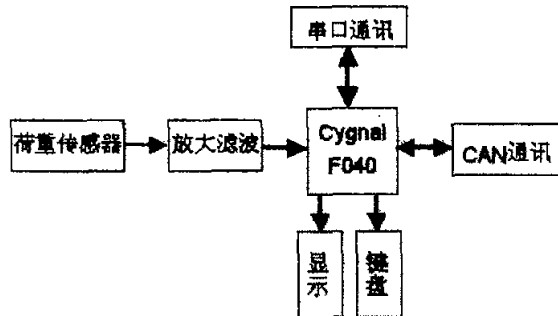 串口通讯
荷重传感器
放大滤波
Cygnal
F040
CAN通讯
显示
键盘